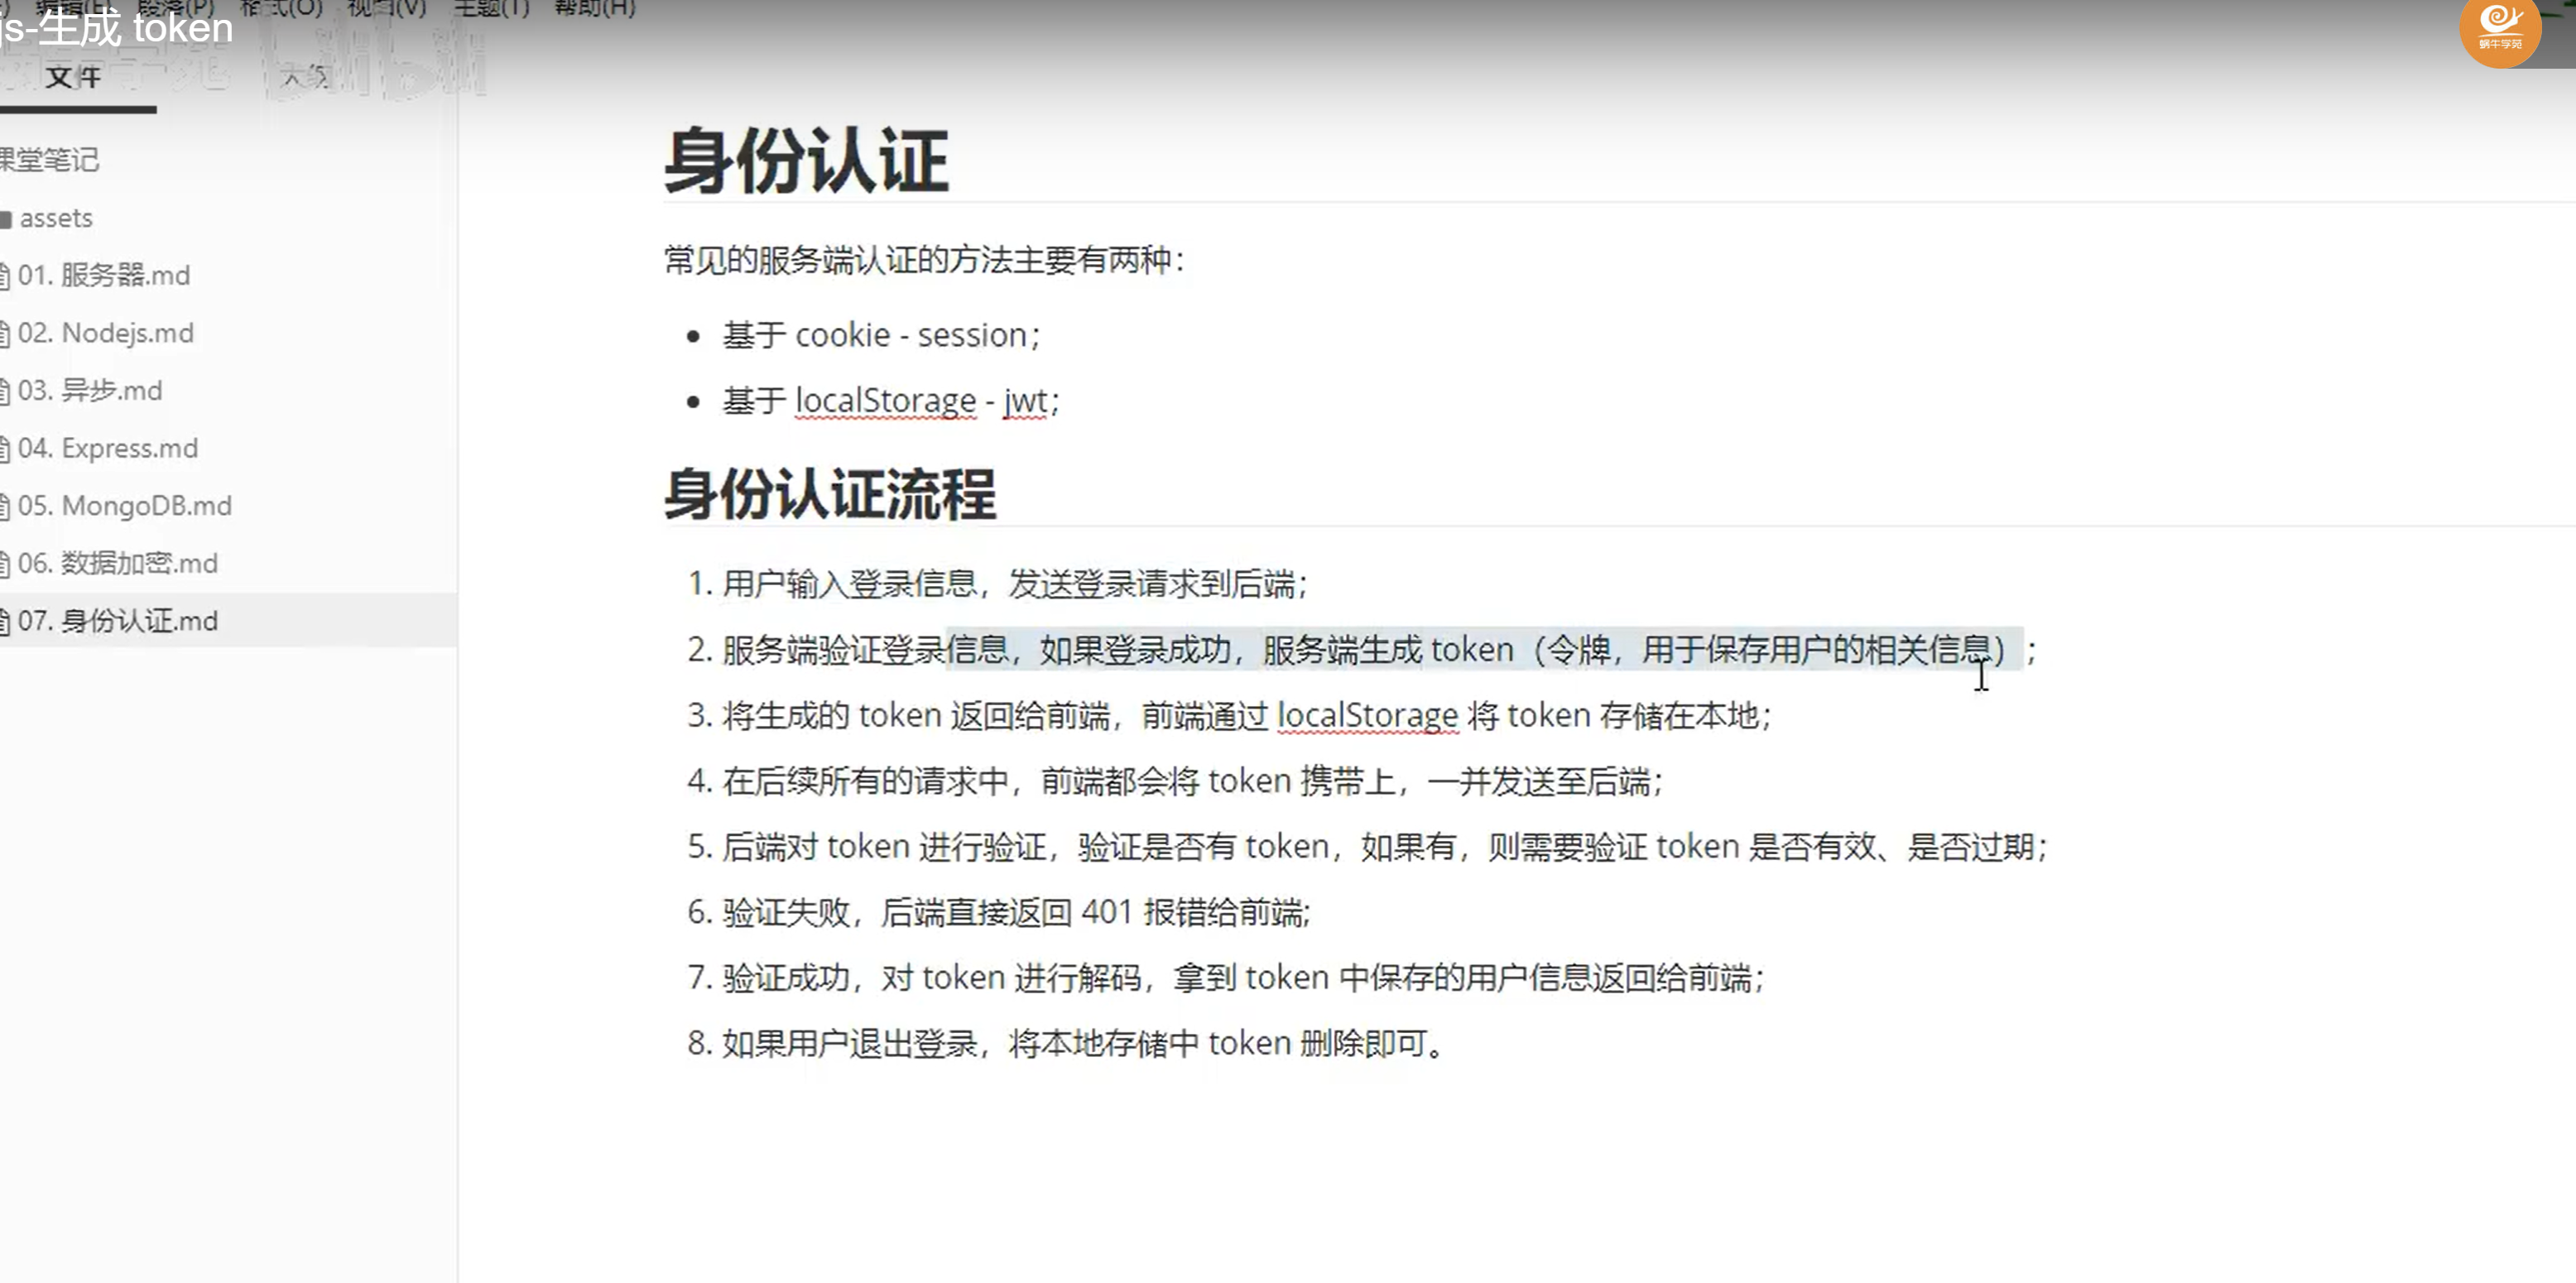 编辑(E) 段落(P) 格式(O) 视图(V) 主题(T) 帮助(H)
js-生成 token
蜗牛学苑
文件 大纲
bilibili
课堂笔记
assets
01. 服务器.md
02. Nodejs.md
03. 异步.md
04. Express.md
05. MongoDB.md
06. 数据加密.md
07. 身份认证.md
身份认证
常见的服务端认证的方法主要有两种：
• 基于 cookie - session；
• 基于 localStorage - jwt；
身份认证流程
1. 用户输入登录信息，发送登录请求到后端；
2. 服务端验证登录信息，如果登录成功，服务端生成 token（令牌，用于保存用户的相关信息）；
3. 将生成的 token 返回给前端，前端通过 localStorage 将 token 存储在本地；
4. 在后续所有的请求中，前端都会将 token 携带上，一并发送至后端；
5. 后端对 token 进行验证，验证是否有 token，如果有，则需要验证 token 是否有效、是否过期；
6. 验证失败，后端直接返回 401 报错给前端;
7. 验证成功，对 token 进行解码，拿到 token 中保存的用户信息返回给前端；
8. 如果用户退出登录，将本地存储中 token 删除即可。